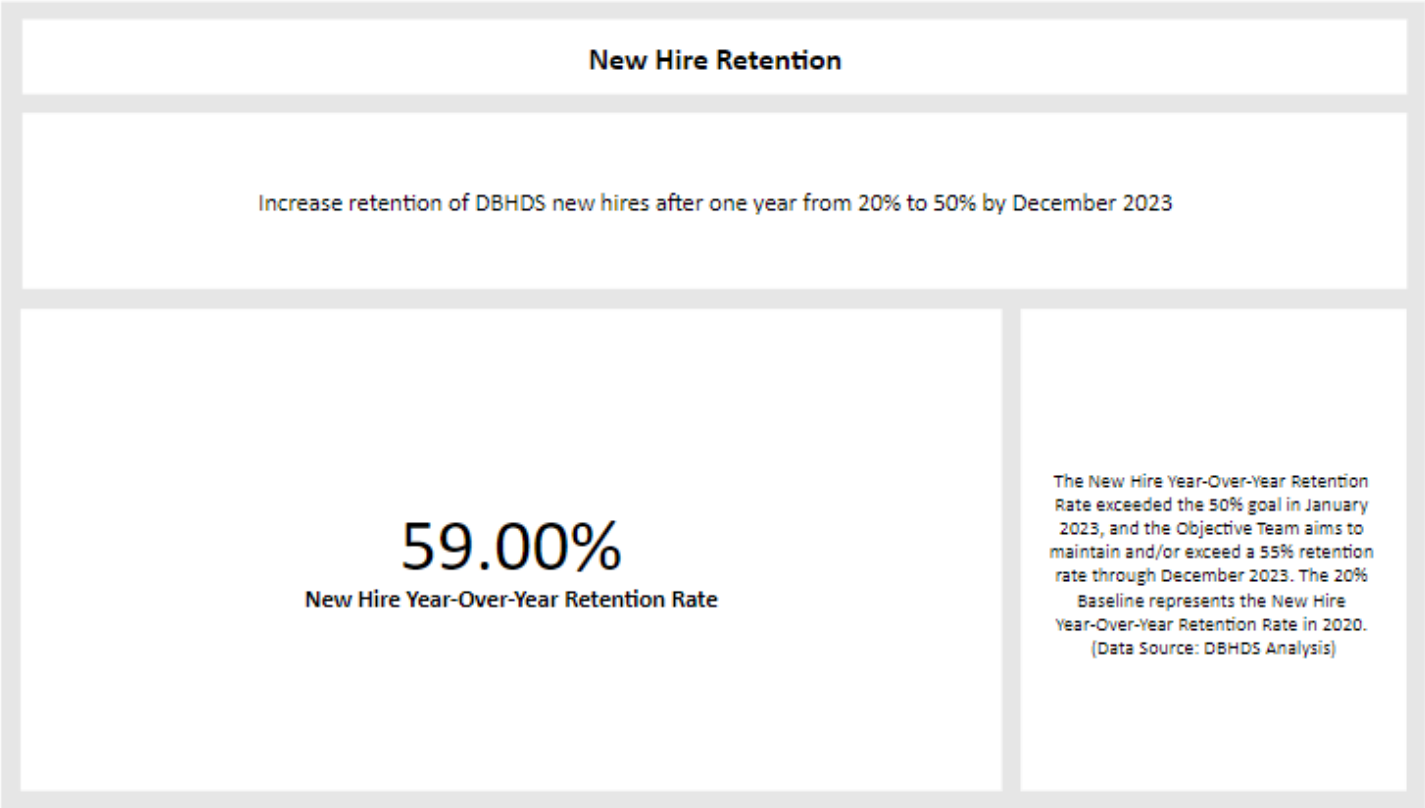 New Hire Retention
Increase retention of DBHDS new hires after one year from 20% to 50% by December 2023
59.00%
New Hire Year-Over-Year Retention Rate
The New Hire Year-Over-Year Retention
Rate exceeded the 50% goal in January
2023, and the Objective Team aims to
maintain and/or exceed a 55% retention
rate through December 2023. The 20%
Baseline represents the New Hire
Year-Over-Year Retention Rate in 2020.
(Data Source: DBHDS Analysis)